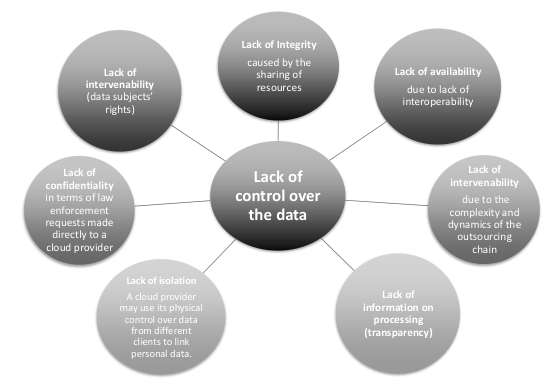 Lack of Integrity
caused by the
sharing of
resources
Lack of
intervenability
(data subjects'
rights)
Lack of availability
due to lack of
interoperability
Lack of
confidentiality
in terms of law
enforcement
requests made
directly to a
cloud provider
Lack of
control over
the data
Lack of
intervenability
due to the
complexity and
dynamics of the
outsourcing
chain
Lack of isolation
A cloud provider
may use its physical
control over data
from different
clients to link
personal data.
Lack of
information on
processing
(transparency)